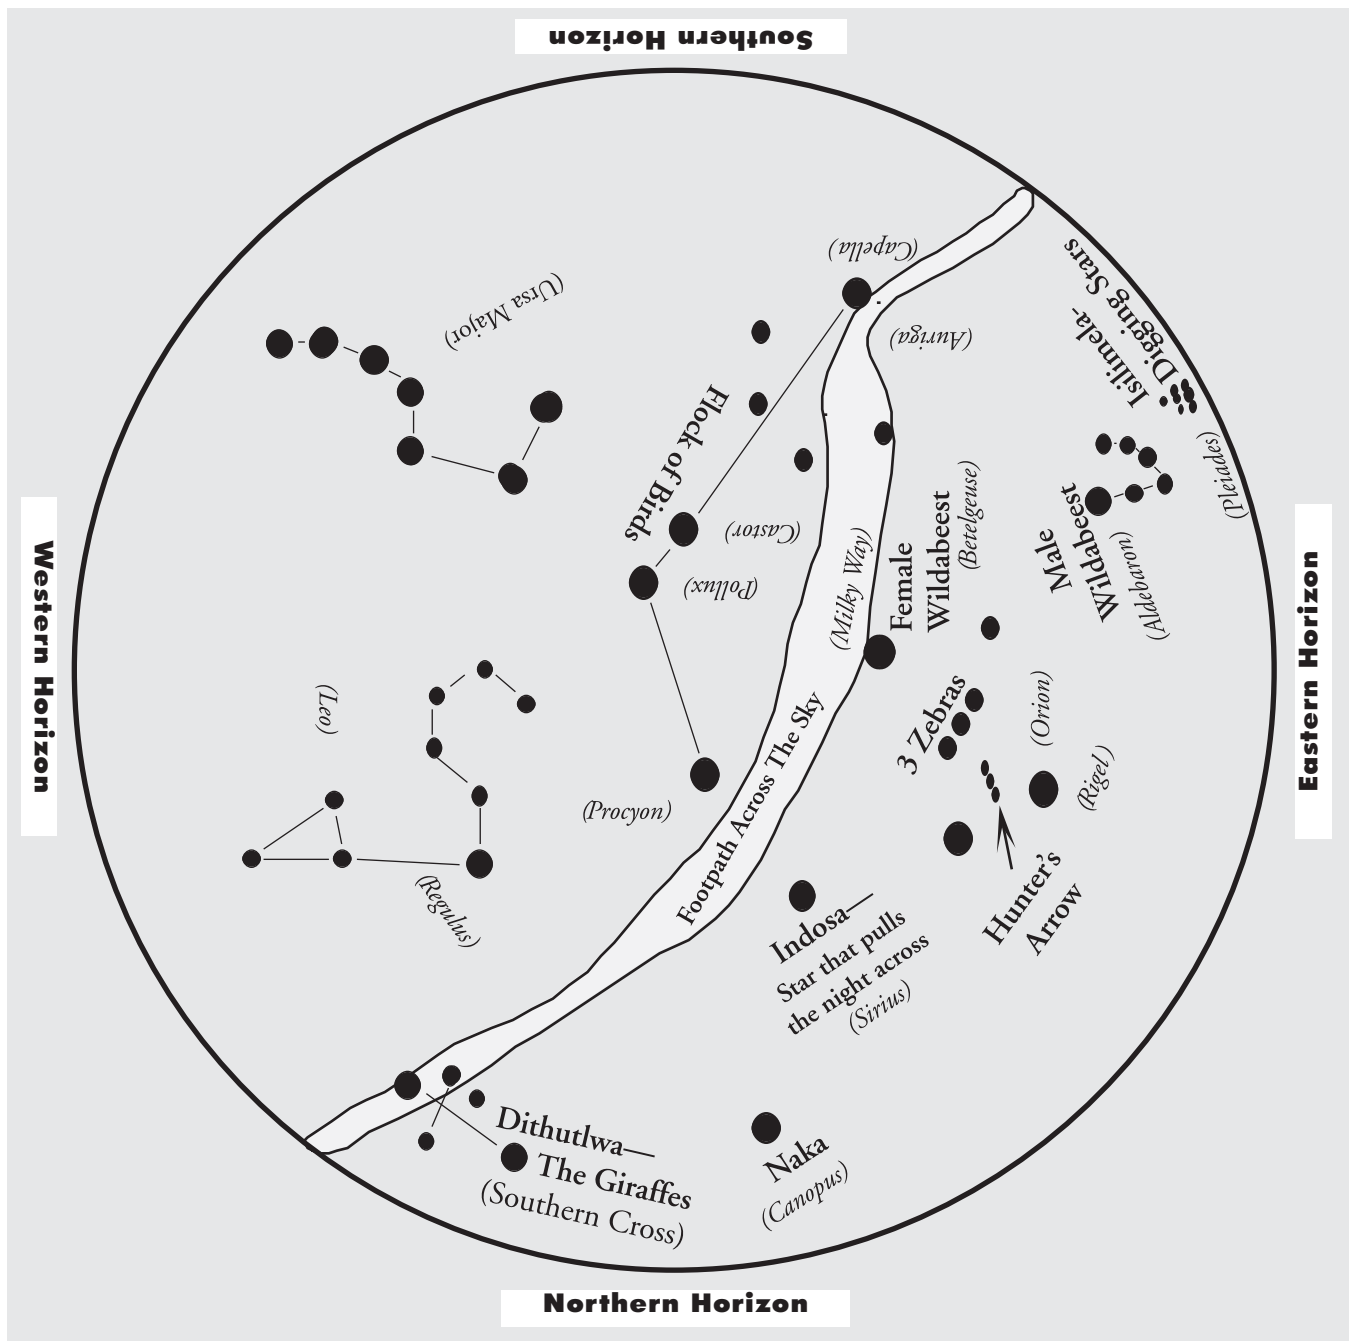 Southern Horizon
(Capella)
(Auriga)
(Ursa Major)
Isilimela-
Digging Stars
(Pleiades)
Flock of Birds
(Castor)
(Pollux)
(Milky Way)
Female
Wildabeest
(Betelgeuse)
Male
Wildabeest
(Aldebaron)
Western Horizon
Eastern Horizon
(Leo)
3 Zebras
(Orion)
(Rigel)
(Procyon)
Footpath Across The Sky
(Regulus)
Hunter's
Arrow
Indosa—
Star that pulls
the night across
(Sirius)
Dithutlwa—
The Giraffes
(Southern Cross)
Naka
(Canopus)
Northern Horizon